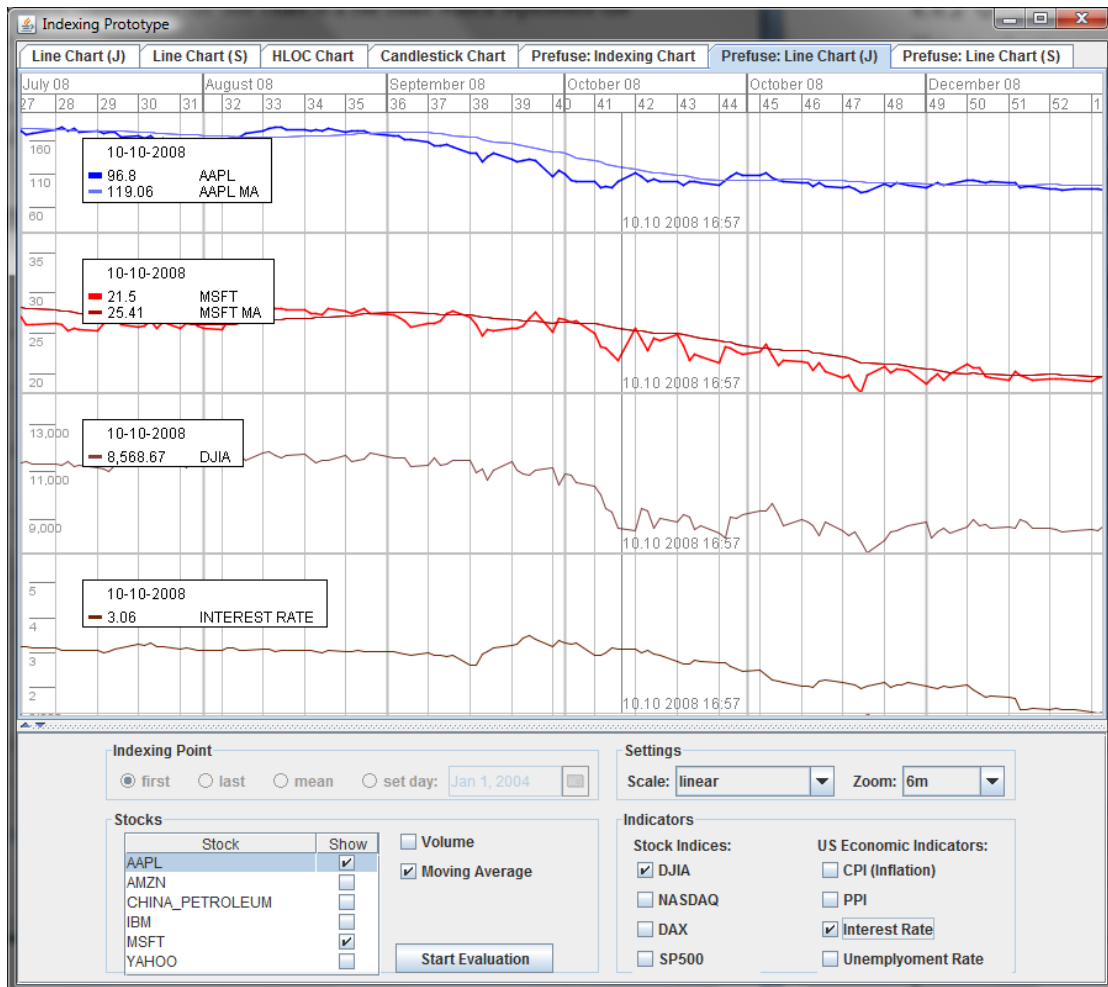 Indexing Prototype
Line Chart (J) Line Chart (S) HLOC Chart Candlestick Chart Prefuse: Indexing Chart Prefuse: Line Chart (J) Prefuse: Line Chart (S)
July 08 August 08 September 08 October 08 October 08 December 08
27 28 29 30 31 32 33 34 35 36 37 38 39 40 41 42 43 44 45 46 47 48 49 50 51 52 1
160
110
60
10-10-2008
96.8 AAPL
119.06 AAPL MA
10.10 2008 16:57
35
30
25
20
10-10-2008
21.5 MSFT
25.41 MSFT MA
10.10 2008 16:57
13,000
11,000
9,000
10-10-2008
8,568.67 DJIA
10.10 2008 16:57
5
4
3
2
10-10-2008
3.06 INTEREST RATE
10.10 2008 16:57
Indexing Point
first last mean set day: Jan 1, 2004
Settings
Scale: linear Zoom: 6m
Stocks
Stock Show
AAPL
AMZN
CHINA_PETROLEUM
IBM
MSFT
YAHOO
Volume
Moving Average
Start Evaluation
Indicators
Stock Indices: US Economic Indicators:
DJIA CPI (Inflation)
NASDAQ PPI
DAX Interest Rate
SP500 Unemplyoment Rate